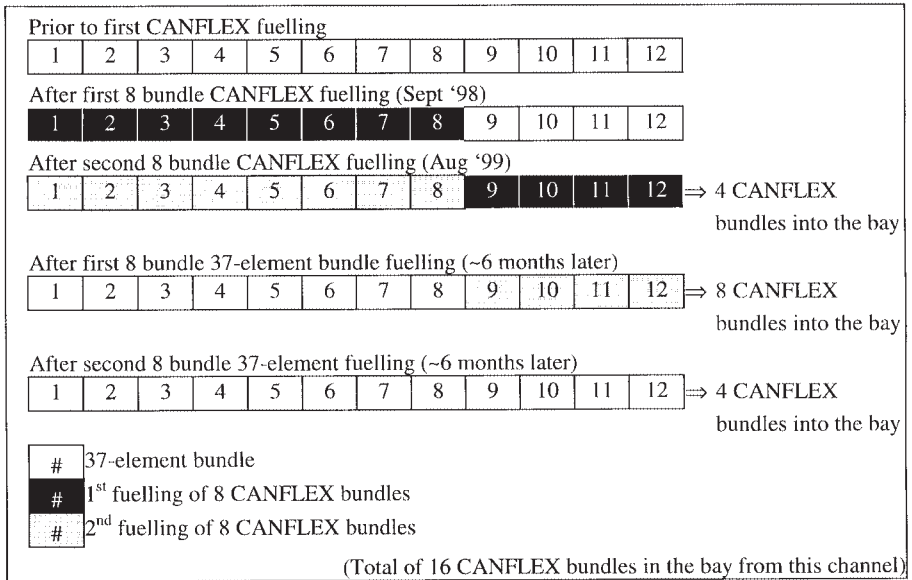 Prior to first CANFLEX fuelling
1 2 3 4 5 6 7 8 9 10 11 12
After first 8 bundle CANFLEX fuelling (Sept '98)
1 2 3 4 5 6 7 8 9 10 11 12
After second 8 bundle CANFLEX fuelling (Aug '99)
1 2 3 4 5 6 7 8 9 10 11 12 ⇒ 4 CANFLEX
bundles into the bay
After first 8 bundle 37-element bundle fuelling (~6 months later)
1 2 3 4 5 6 7 8 9 10 11 12 ⇒ 8 CANFLEX
bundles into the bay
After second 8 bundle 37-element fuelling (~6 months later)
1 2 3 4 5 6 7 8 9 10 11 12 ⇒ 4 CANFLEX
bundles into the bay
# 37-element bundle
# 1st fuelling of 8 CANFLEX bundles
# 2nd fuelling of 8 CANFLEX bundles
(Total of 16 CANFLEX bundles in the bay from this channel)